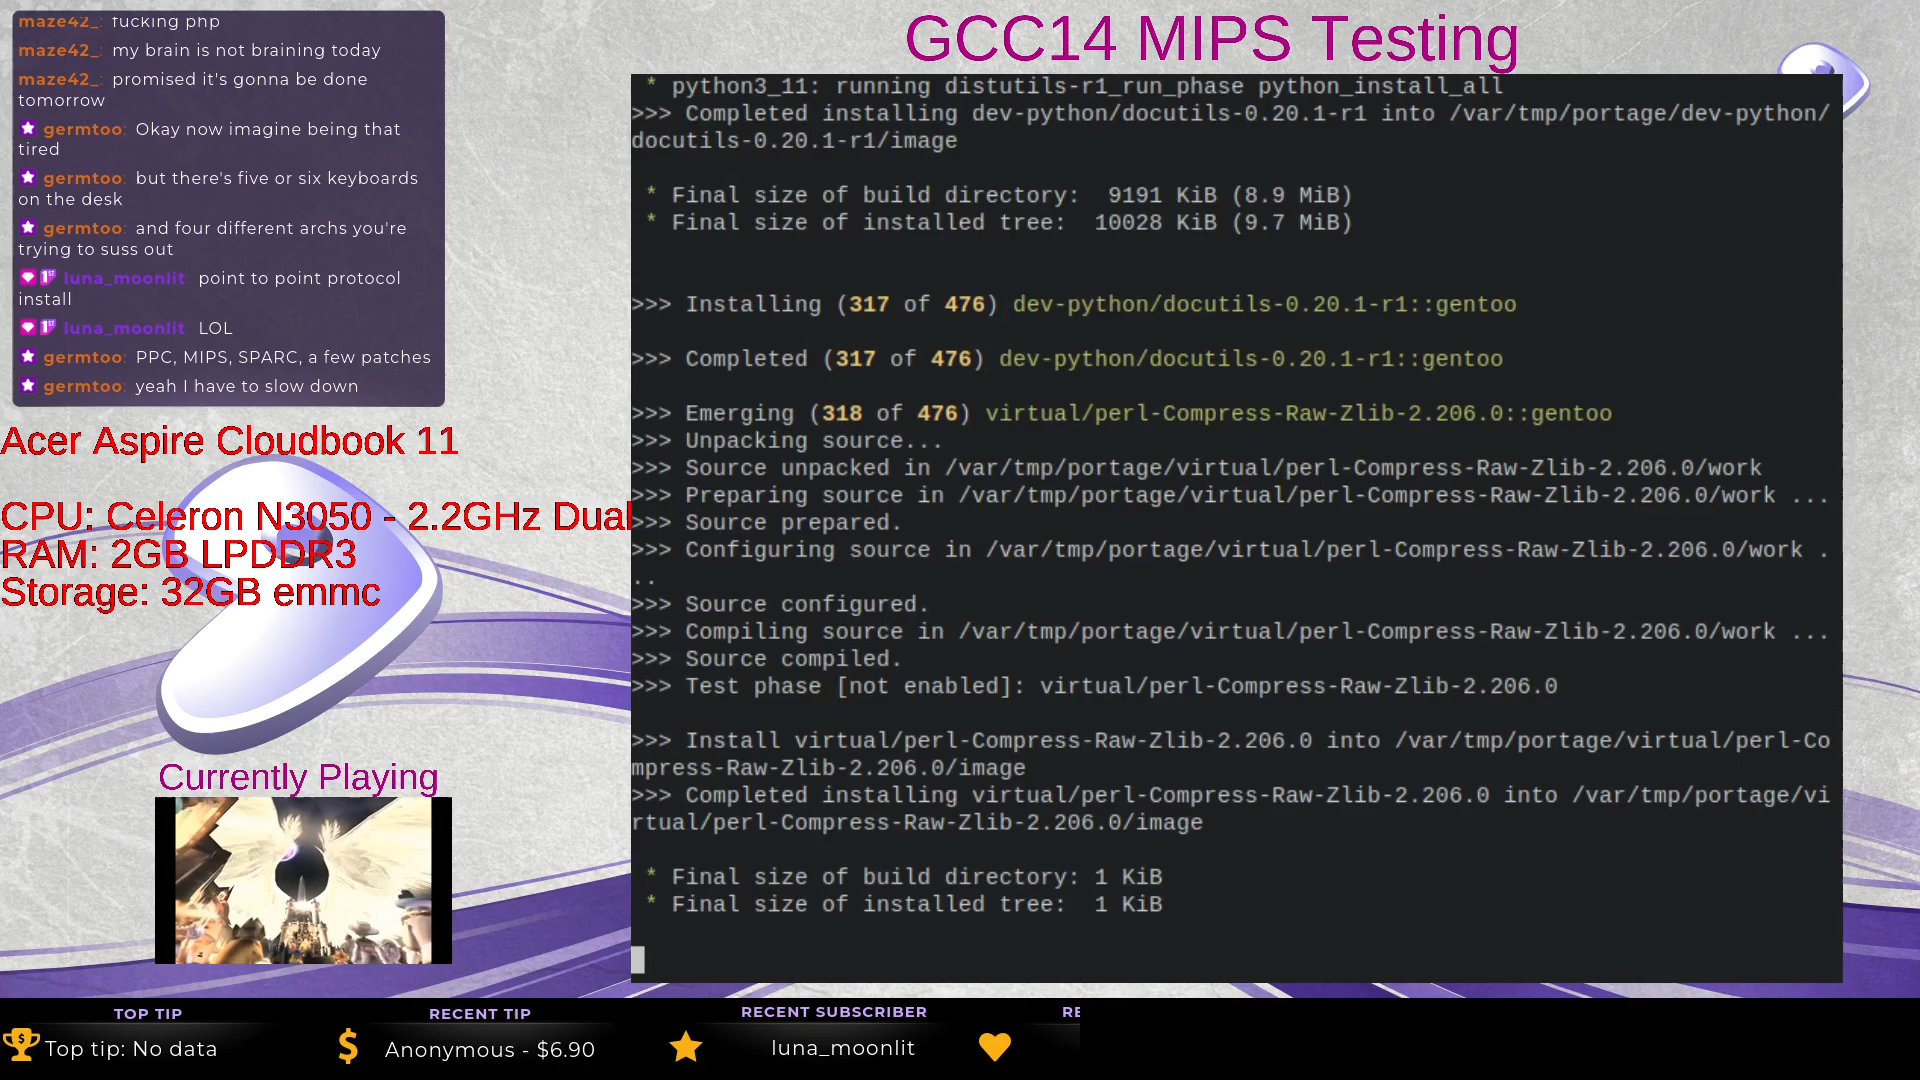 maze42_: fucking php
maze42_: my brain is not braining today
maze42_: promised it's gonna be done
tomorrow
germtoo: Okay now imagine being that
tired
germtoo: but there's five or six keyboards
on the desk
germtoo: and four different archs you're
trying to suss out
luna_moonlit: point to point protocol
install
luna_moonlit: LOL
germtoo: PPC, MIPS, SPARC, a few patches
germtoo: yeah I have to slow down
Acer Aspire Cloudbook 11
CPU: Celeron N3050 - 2.2GHz Dual
RAM: 2GB LPDDR3
Storage: 32GB emmc
Currently Playing
GCC14 MIPS Testing
* python3_11: running distutils-r1_run_phase python_install_all
>>> Completed installing dev-python/docutils-0.20.1-r1 into /var/tmp/portage/dev-python/
docutils-0.20.1-r1/image
* Final size of build directory:  9191 KiB (8.9 MiB)
* Final size of installed tree:  10028 KiB (9.7 MiB)
>>> Installing (317 of 476) dev-python/docutils-0.20.1-r1::gentoo
>>> Completed (317 of 476) dev-python/docutils-0.20.1-r1::gentoo
>>> Emerging (318 of 476) virtual/perl-Compress-Raw-Zlib-2.206.0::gentoo
>>> Unpacking source...
>>> Source unpacked in /var/tmp/portage/virtual/perl-Compress-Raw-Zlib-2.206.0/work
>>> Preparing source in /var/tmp/portage/virtual/perl-Compress-Raw-Zlib-2.206.0/work ...
>>> Source prepared.
>>> Configuring source in /var/tmp/portage/virtual/perl-Compress-Raw-Zlib-2.206.0/work .
..
>>> Source configured.
>>> Compiling source in /var/tmp/portage/virtual/perl-Compress-Raw-Zlib-2.206.0/work ...
>>> Source compiled.
>>> Test phase [not enabled]: virtual/perl-Compress-Raw-Zlib-2.206.0
>>> Install virtual/perl-Compress-Raw-Zlib-2.206.0 into /var/tmp/portage/virtual/perl-Co
mpress-Raw-Zlib-2.206.0/image
>>> Completed installing virtual/perl-Compress-Raw-Zlib-2.206.0 into /var/tmp/portage/vi
rtual/perl-Compress-Raw-Zlib-2.206.0/image
* Final size of build directory: 1 KiB
* Final size of installed tree:  1 KiB
TOP TIP
Top tip: No data
RECENT TIP
Anonymous - $6.90
RECENT SUBSCRIBER
luna_moonlit
RE